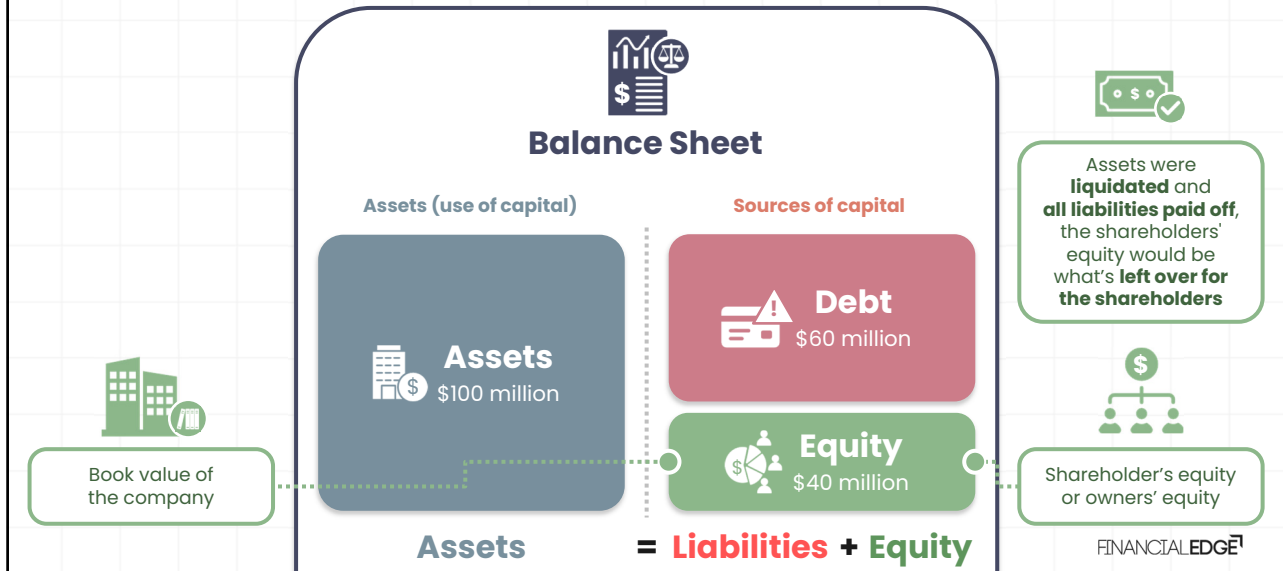 Balance Sheet
Assets (use of capital)
Sources of capital
Assets
$100 million
Debt
$60 million
Equity
$40 million
Assets = Liabilities + Equity
Book value of
the company
Assets were
liquidated and
all liabilities paid off,
the shareholders'
equity would be
what's left over for
the shareholders
Shareholder's equity
or owners' equity
FINANCIALEDGE
$
$
$
$
$
!